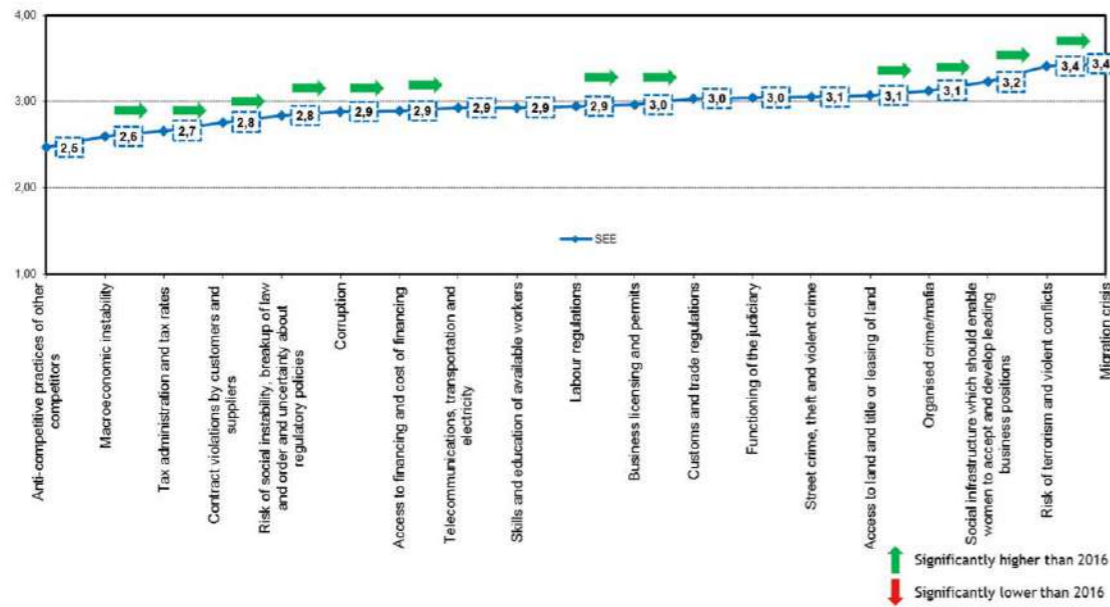 4,00
3,00
2,00
1,00
2,5
2,6
2,7
2,8
2,8
2,9
2,9
2,9
2,9
2,9
3,0
3,0
3,0
3,1
3,1
3,1
3,2
3,4
3,4
SEE
Anti-competitive practices of other
competitors
Macroeconomic instability
Tax administration and tax rates
Contract violations by customers and
suppliers
Risk of social instability, breakup of law
and order and uncertainty about
regulatory policies
Corruption
Access to financing and cost of financing
Telecommunications, transportation and
electricity
Skills and education of available workers
Labour regulations
Business licensing and permits
Customs and trade regulations
Functioning of the judiciary
Street crime, theft and violent crime
Access to land and title or leasing of land
Organised crime/mafia
Social infrastructure which should enable
women to accept and develop leading
business positions
Risk of terrorism and violent conflicts
Migration crisis
Significantly higher than 2016
Significantly lower than 2016